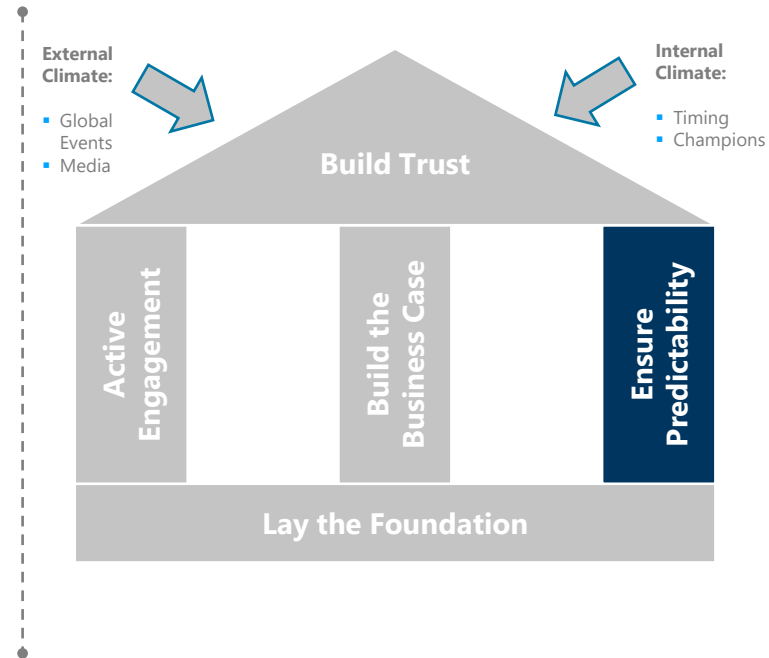 External
Climate:
Global
Events
Media
Internal
Climate:
Timing
Champions
Build Trust
Active
Engagement
Build the
Business Case
Ensure
Predictability
Lay the Foundation